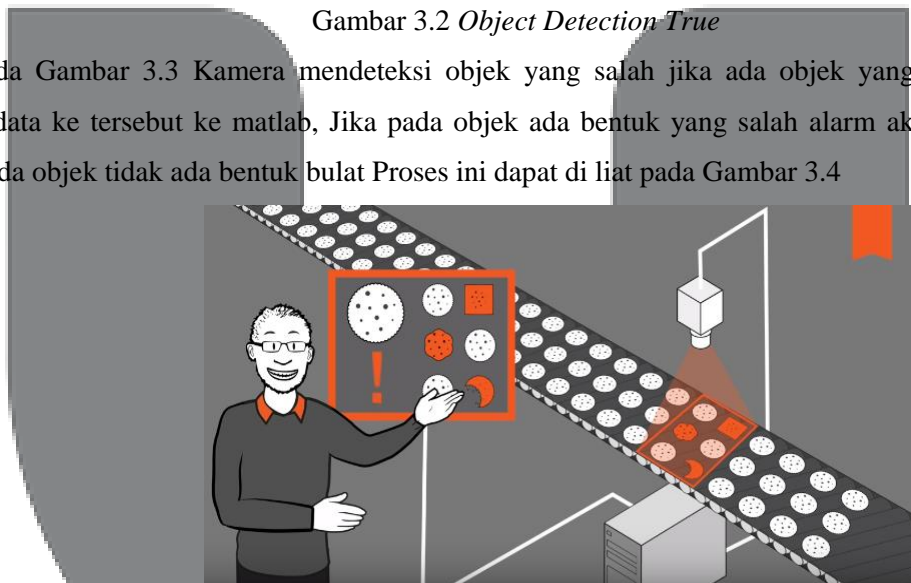 Gambar 3.2 Object Detection True
da Gambar 3.3 Kamera mendeteksi objek yang salah jika ada objek yang
data ke tersebut ke matlab, Jika pada objek ada bentuk yang salah alarm ak
da objek tidak ada bentuk bulat Proses ini dapat di liat pada Gambar 3.4
!